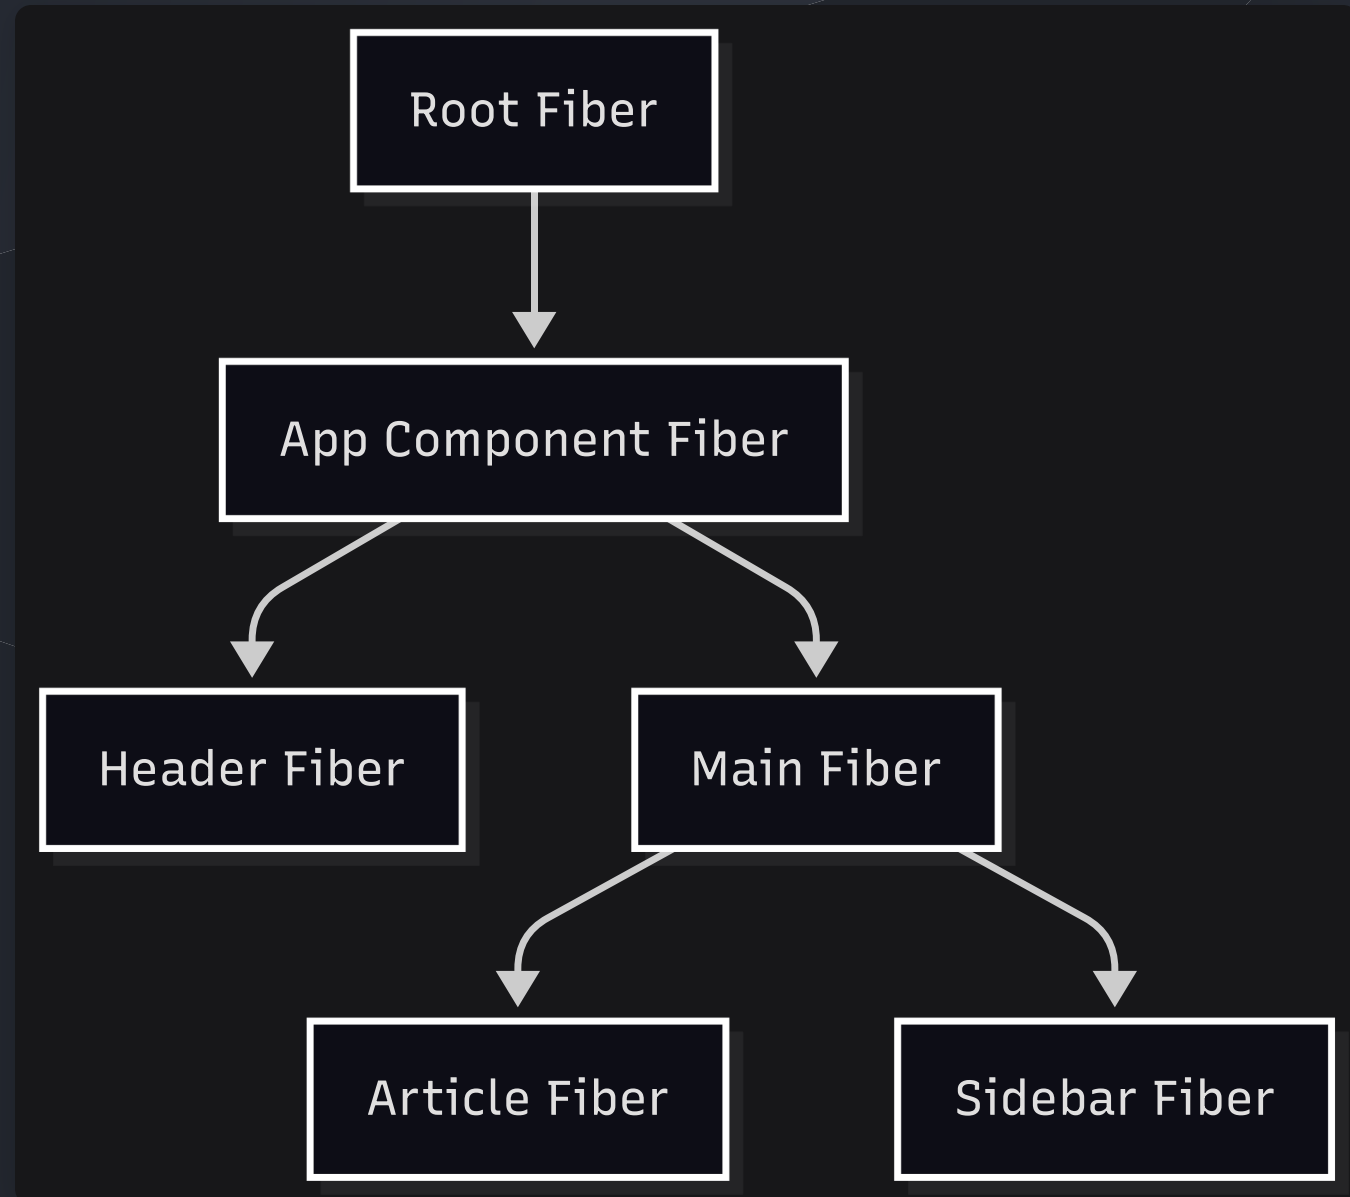 Root Fiber
App Component Fiber
Header Fiber
Main Fiber
Article Fiber
Sidebar Fiber